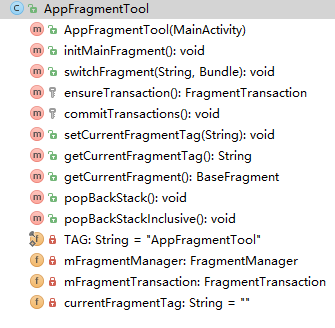 AppFragmentTool
AppFragmentTool(MainActivity)
initMainFragment(): void
switchFragment(String, Bundle): void
ensureTransaction(): FragmentTransaction
commitTransactions(): void
setCurrentFragmentTag(String): void
getCurrentFragmentTag(): String
getCurrentFragment(): BaseFragment
popBackStack(): void
popBackStackInclusive(): void
TAG: String = "AppFragmentTool"
mFragmentManager: FragmentManager
mFragmentTransaction: FragmentTransaction
currentFragmentTag: String = ""